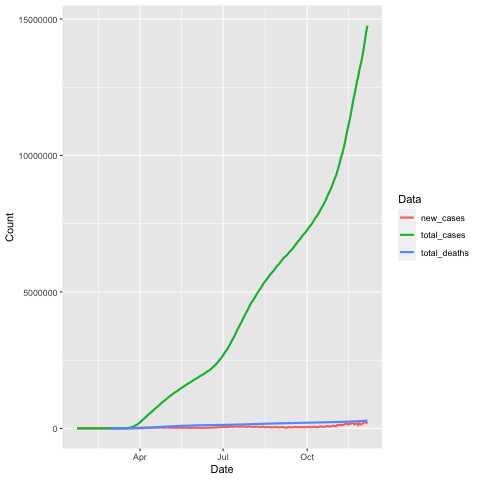 15000000
10000000
5000000
0
Count
Apr
Jul
Oct
Date
Data
new_cases
total_cases
total_deaths